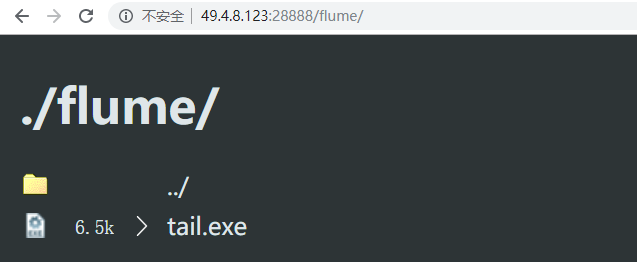 不安全 | 49.4.8.123:28888/flume/
./flume/
../
6.5k tail.exe